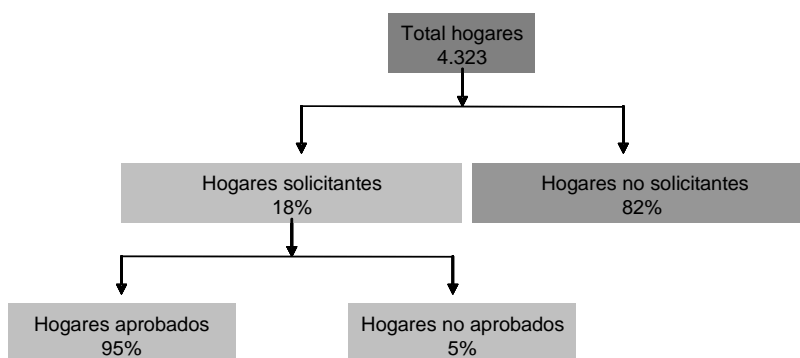 Total hogares
4.323
Hogares solicitantes
18%
Hogares no solicitantes
82%
Hogares aprobados
95%
Hogares no aprobados
5%